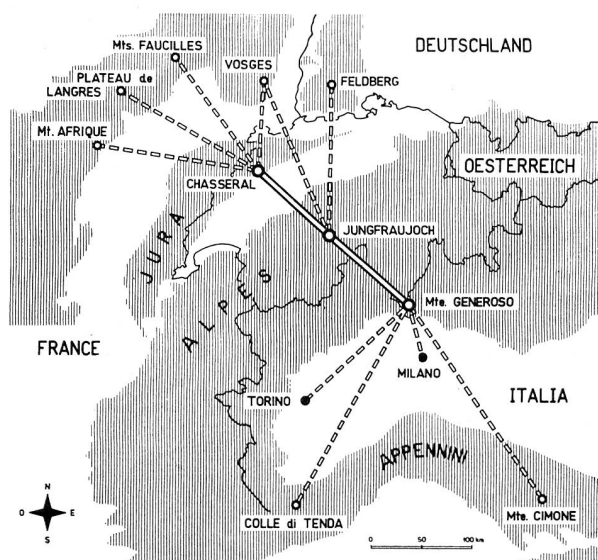 Mts. FAUCILLES
DEUTSCHLAND
VOSGES
PLATEAU de
LANGRES
FELDBERG
Mt. AFRIQUE
OESTERREICH
CHASSERAL
JURA
JUNGFRAUJOCH
ALPES
Mte. GENEROSO
FRANCE
MILANO
TORINO
ITALIA
APPENNINI
N
O E
S
COLLE di TENDA
Mte. CIMONE
0 50 100 km